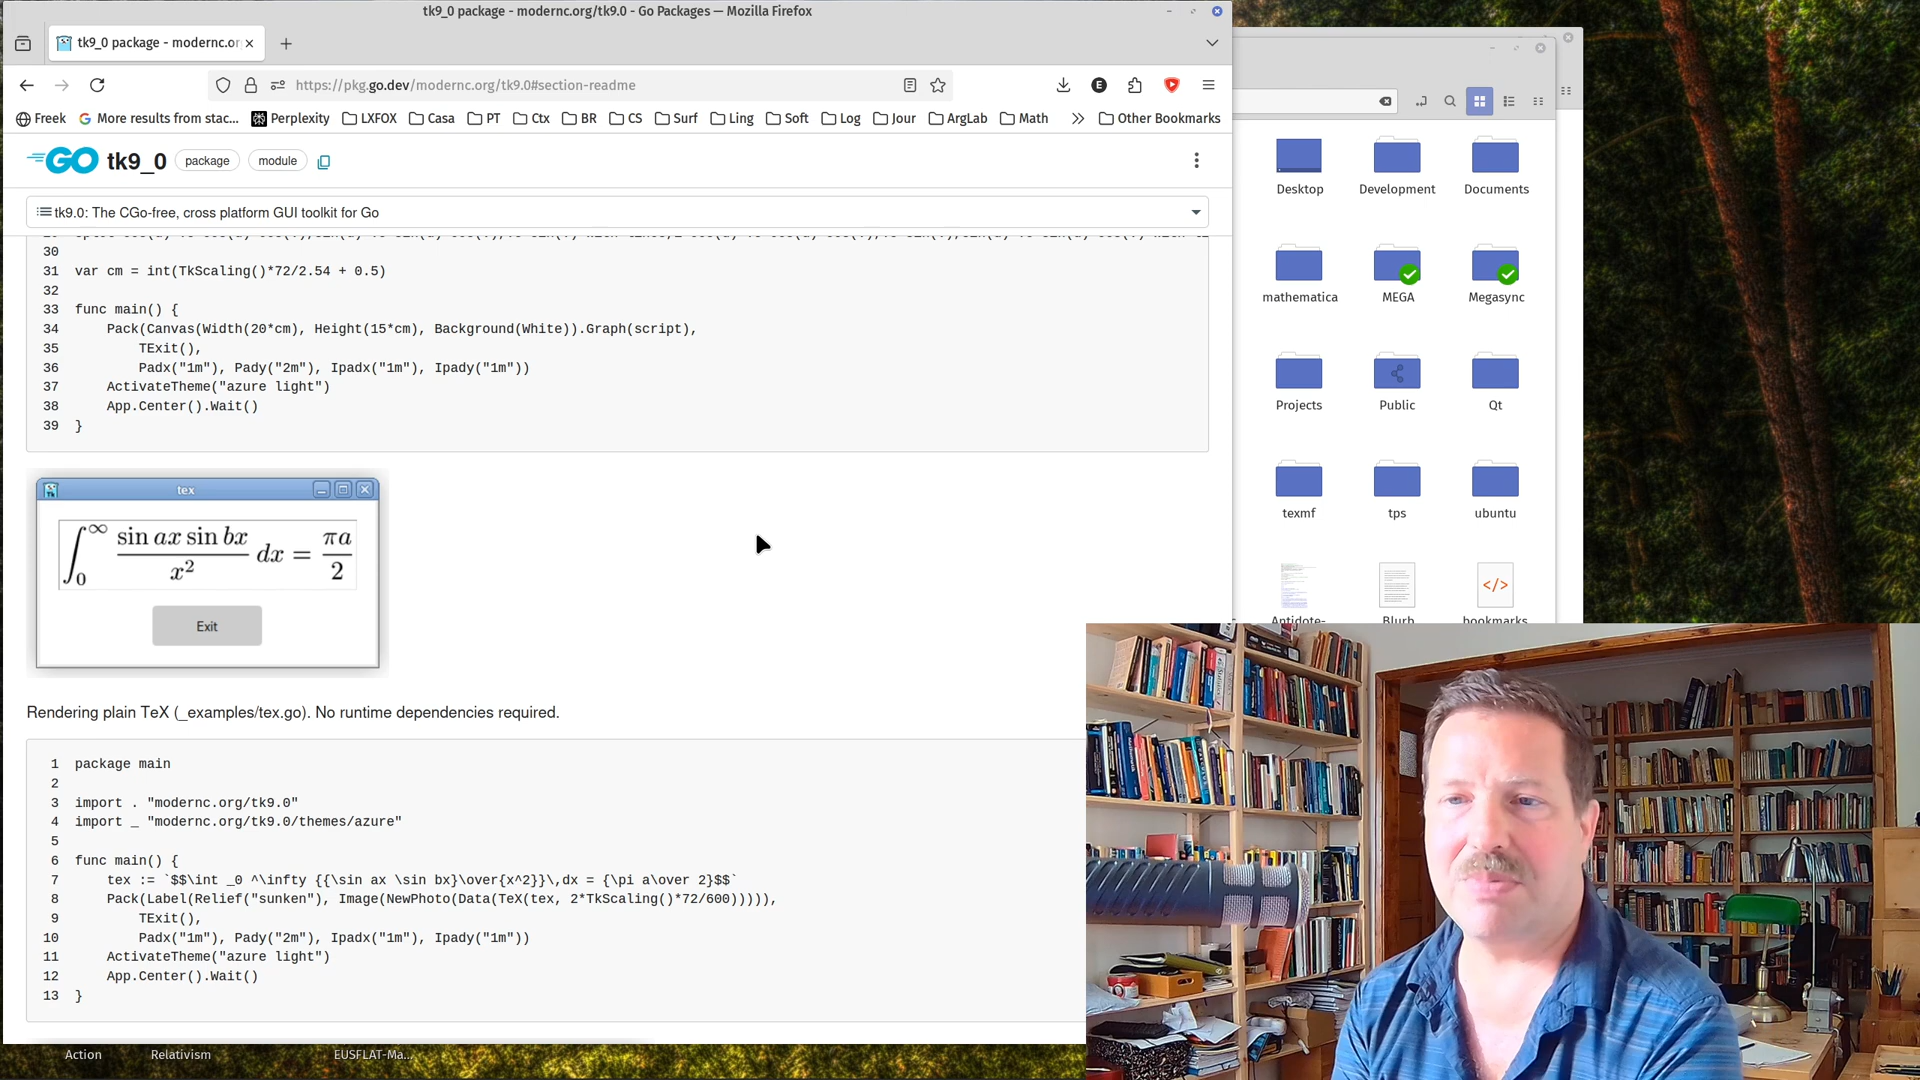 tk9_0 package - modernc.org/tk9.0 - Go Packages — Mozilla Firefox
tk9_0 package - modernc.or
https://pkg.go.dev/modernc.org/tk9.0#section-readme
Freek
More results from stac...
Perplexity
LXFOX
Casa
PT
Ctx
BR
CS
Surf
Ling
Soft
Log
Jour
ArgLab
Math
Other Bookmarks
GO tk9_0 package module
tk9.0: The CGo-free, cross platform GUI toolkit for Go
30
31 var cm = int(TkScaling()*72/2.54 + 0.5)
32
33 func main() {
34     Pack(Canvas(Width(20*cm), Height(15*cm), Background(White)).Graph(script),
35         TExit(),
36         Padx("1m"), Pady("2m"), Ipadx("1m"), Ipady("1m"))
37     ActivateTheme("azure light")
38     App.Center().Wait()
39 }
tex
∫₀^∞ (sin ax sin bx)/x² dx = πa/2
Exit
Rendering plain TeX (_examples/tex.go). No runtime dependencies required.
1 package main
2
3 import . "modernc.org/tk9.0"
4 import _ "modernc.org/tk9.0/themes/azure"
5
6 func main() {
7     tex := `$$\int _0 ^\infty {{\sin ax \sin bx}\over{x^2}}\,dx = {\pi a\over 2}$$`
8     Pack(Label(Relief("sunken"), Image(NewPhoto(Data(TeX(tex, 2*TkScaling()*72/600))))),
9         TExit(),
10         Padx("1m"), Pady("2m"), Ipadx("1m"), Ipady("1m"))
11     ActivateTheme("azure light")
12     App.Center().Wait()
13 }
Desktop
Development
Documents
mathematica
MEGA
Megasync
Projects
Public
Qt
texmf
tps
ubuntu
</>
Antidote-
Blurb
bookmarks
Action
Relativism
EUSFLAT-Ma...